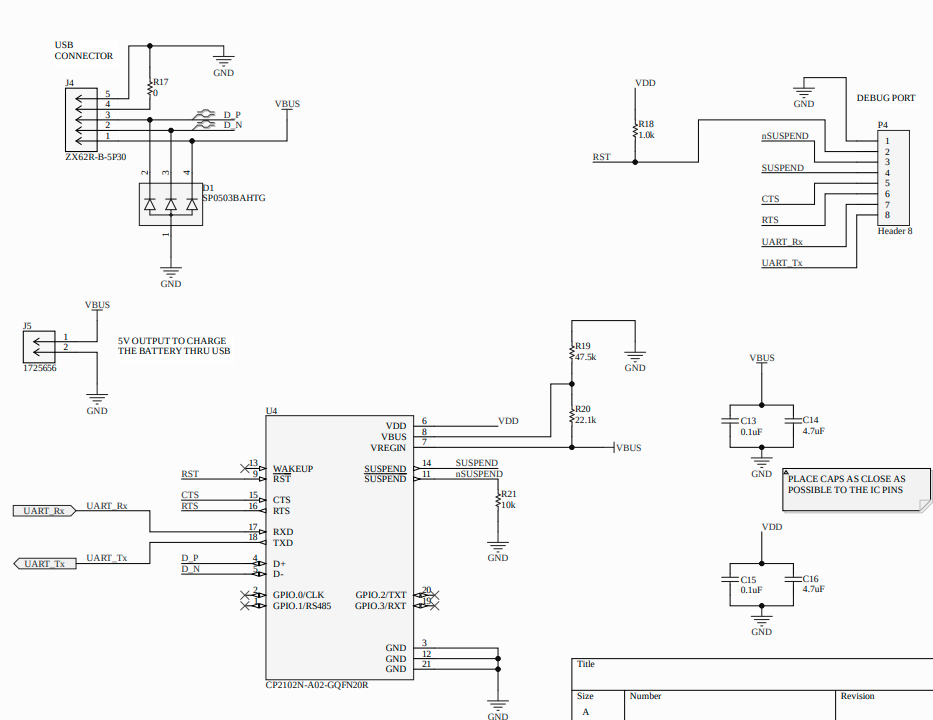 USB
CONNECTOR
GND
J4
R17
0
5
4
3
2
1
D_P
D_N
VBUS
ZX62R-B-5P30
2
3
4
D1
SP0503BAHTG
1
GND
VDD
R18
1.0k
RST
GND
DEBUG PORT
P4
nSUSPEND
SUSPEND
CTS
RTS
UART_Rx
UART_Tx
1
2
3
4
5
6
7
8
Header 8
VBUS
J5
1
2
1725656
5V OUTPUT TO CHARGE
THE BATTERY THRU USB
GND
R19
47.5k
GND
R20
22.1k
VBUS
U4
VDD
VBUS
VREGIN
6
8
7
VDD
13
9
WAKEUP
RST
RST
SUSPEND
SUSPEND
14
11
SUSPEND
nSUSPEND
R21
10k
GND
CTS
RTS
15
16
CTS
RTS
UART_Rx
UART_Rx
17
18
RXD
TXD
UART_Tx
UART_Tx
D_P
D_N
4
5
D+
D-
2
1
GPIO.0/CLK
GPIO.1/RS485
GPIO.2/TXT
GPIO.3/RXT
20
19
GND
GND
GND
3
12
21
GND
CP2102N-A02-GQFN20R
VBUS
C13
0.1uF
C14
4.7uF
GND
PLACE CAPS AS CLOSE AS
POSSIBLE TO THE IC PINS
VDD
C15
0.1uF
C16
4.7uF
GND
Title
Size
Number
Revision
A